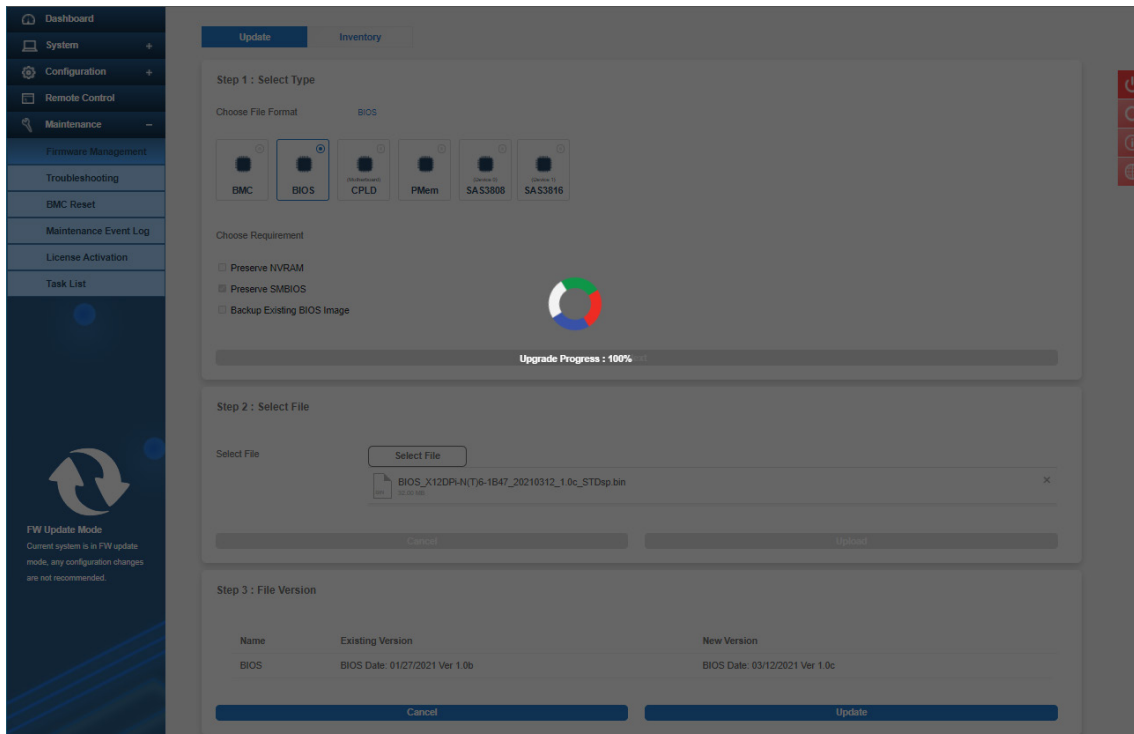 Dashboard
System +
Configuration +
Remote Control
Maintenance −
Firmware Management
Troubleshooting
BMC Reset
Maintenance Event Log
License Activation
Task List
FW Update Mode
Current system is in FW update
mode, any configuration changes
are not recommended.
Update Inventory
Step 1 : Select Type
Choose File Format BIOS
BMC
BIOS
(Motherboard)
CPLD
PMem
SAS3808
SAS3816
Choose Requirement
Preserve NVRAM
Preserve SMBIOS
Backup Existing BIOS Image
Upgrade Progress : 100%
Step 2 : Select File
Select File Select File
BIOS_X12DPi-N(T)6-1B47_20210312_1.0c_STDsp.bin
Cancel Upload
Step 3 : File Version
Name Existing Version New Version
BIOS BIOS Date: 01/27/2021 Ver 1.0b BIOS Date: 03/12/2021 Ver 1.0c
Cancel Update